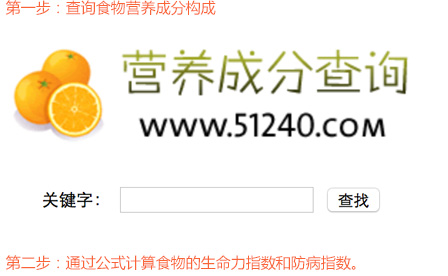 第一步：查询食物营养成分构成
营养成分查询
www.51240.com
关键字： 查找
第二步：通过公式计算食物的生命力指数和防病指数。